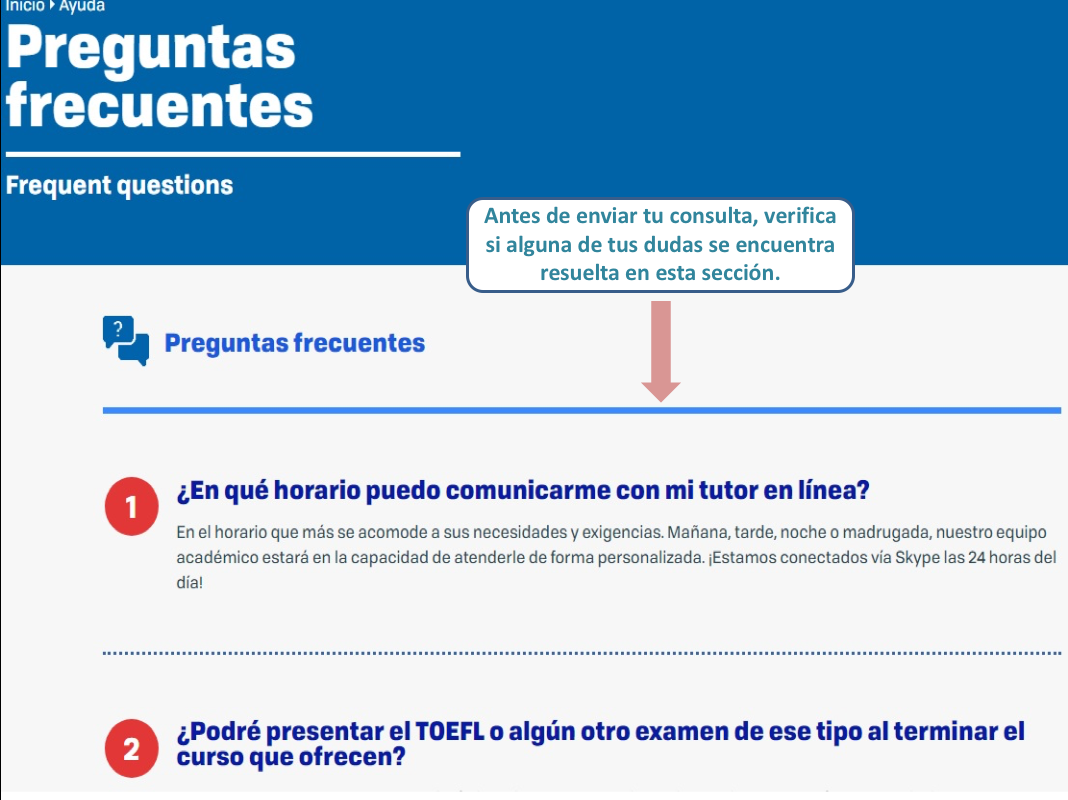 Inicio ▸ Ayuda
Preguntas
frecuentes
Frequent questions
Antes de enviar tu consulta, verifica
si alguna de tus dudas se encuentra
resuelta en esta sección.
?
Preguntas frecuentes
1
¿En qué horario puedo comunicarme con mi tutor en línea?
En el horario que más se acomode a sus necesidades y exigencias. Mañana, tarde, noche o madrugada, nuestro equipo
académico estará en la capacidad de atenderle de forma personalizada. ¡Estamos conectados vía Skype las 24 horas del
día!
2
¿Podré presentar el TOEFL o algún otro examen de ese tipo al terminar el
curso que ofrecen?